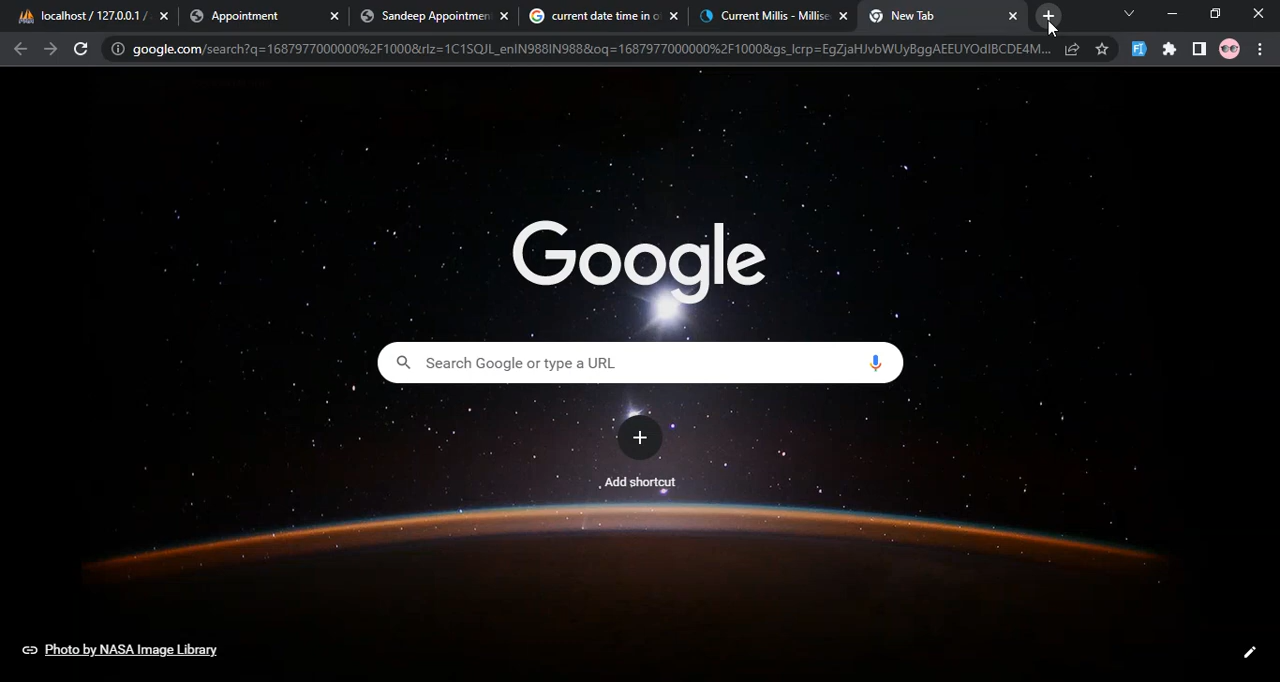 localhost / 127.0.0.1 /
Appointment
Sandeep Appointmen
current date time in o
Current Millis - Millise
New Tab
google.com/search?q=1687977000000%2F1000&rlz=1C1SQJL_enIN988IN988&oq=1687977000000%2F1000&gs_lcrp=EgZjaHJvbWUyBggAEEUYOdIBCDE4M...
Google
Search Google or type a URL
Add shortcut
Photo by NASA Image Library